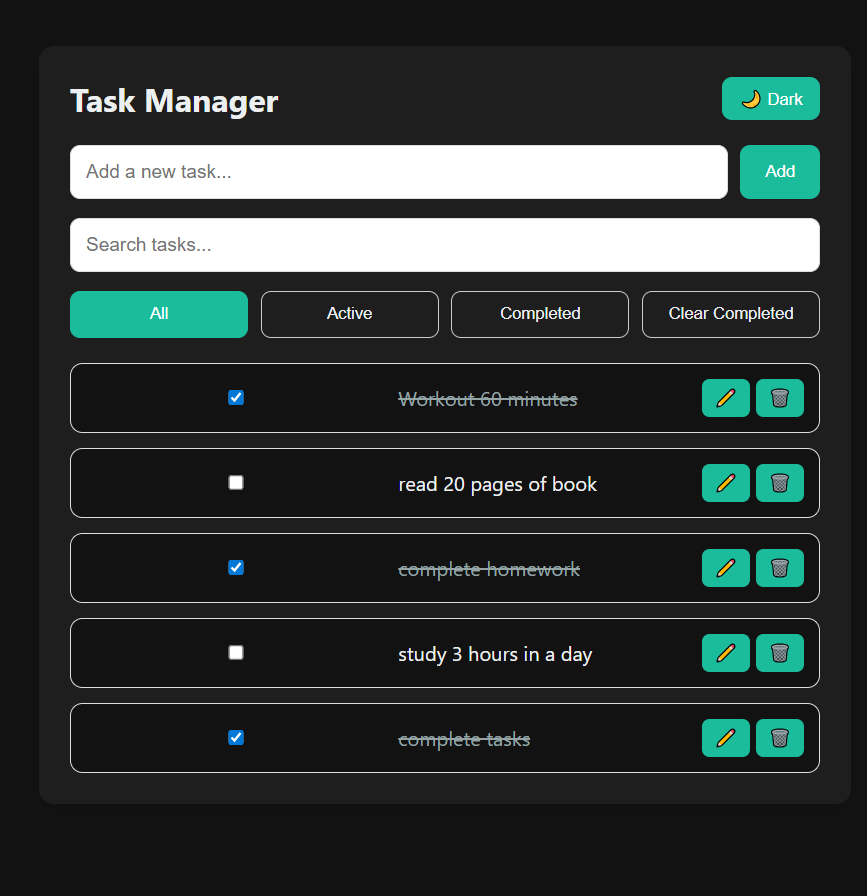 Task Manager
🌙 Dark
Add a new task...
Add
Search tasks...
All
Active
Completed
Clear Completed
Workout 60 minutes
read 20 pages of book
complete homework
study 3 hours in a day
complete tasks